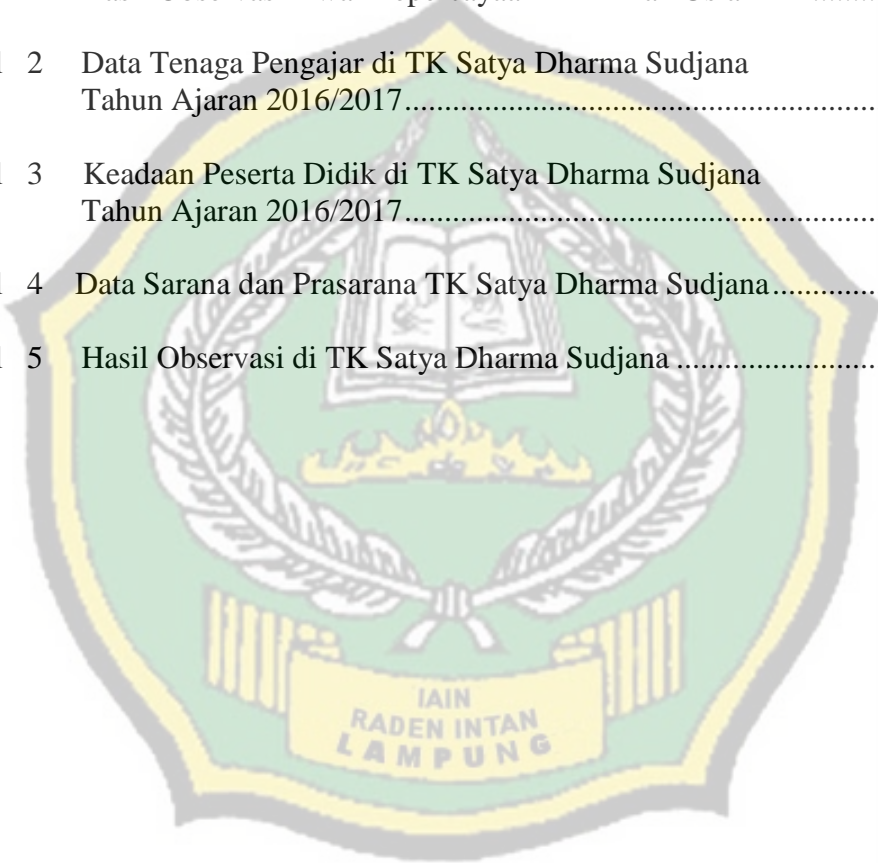 2 Data Tenaga Pengajar di TK Satya Dharma Sudjana
Tahun Ajaran 2016/2017
3 Keadaan Peserta Didik di TK Satya Dharma Sudjana
Tahun Ajaran 2016/2017
4 Data Sarana dan Prasarana TK Satya Dharma Sudjana
5 Hasil Observasi di TK Satya Dharma Sudjana
IAIN
RADEN INTAN
LAMPUNG